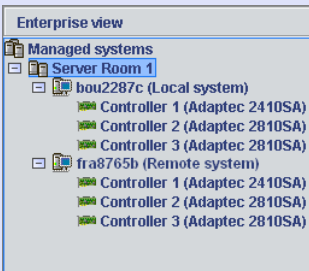 Enterprise view
Managed systems
Server Room 1
bou2287c (Local system)
Controller 1 (Adaptec 2410SA)
Controller 2 (Adaptec 2810SA)
Controller 3 (Adaptec 2810SA)
fra8765b (Remote system)
Controller 1 (Adaptec 2410SA)
Controller 2 (Adaptec 2810SA)
Controller 3 (Adaptec 2810SA)